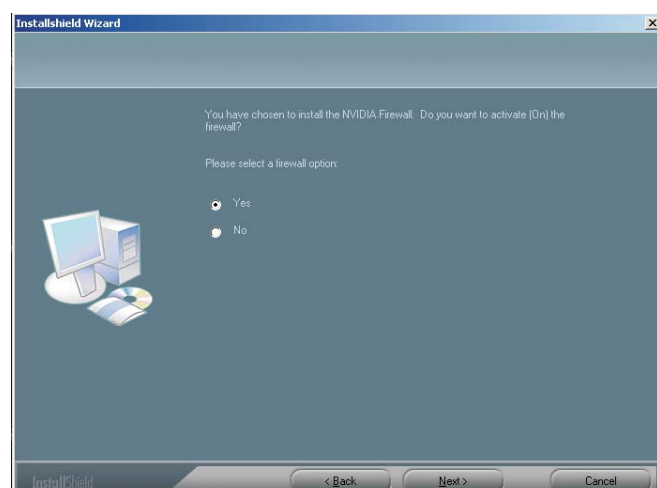 Installshield Wizard
You have chosen to install the NVIDIA Firewall. Do you want to activate (On) the
firewall?
Please select a firewall option:
Yes
No
InstallShield
< Back
Next >
Cancel